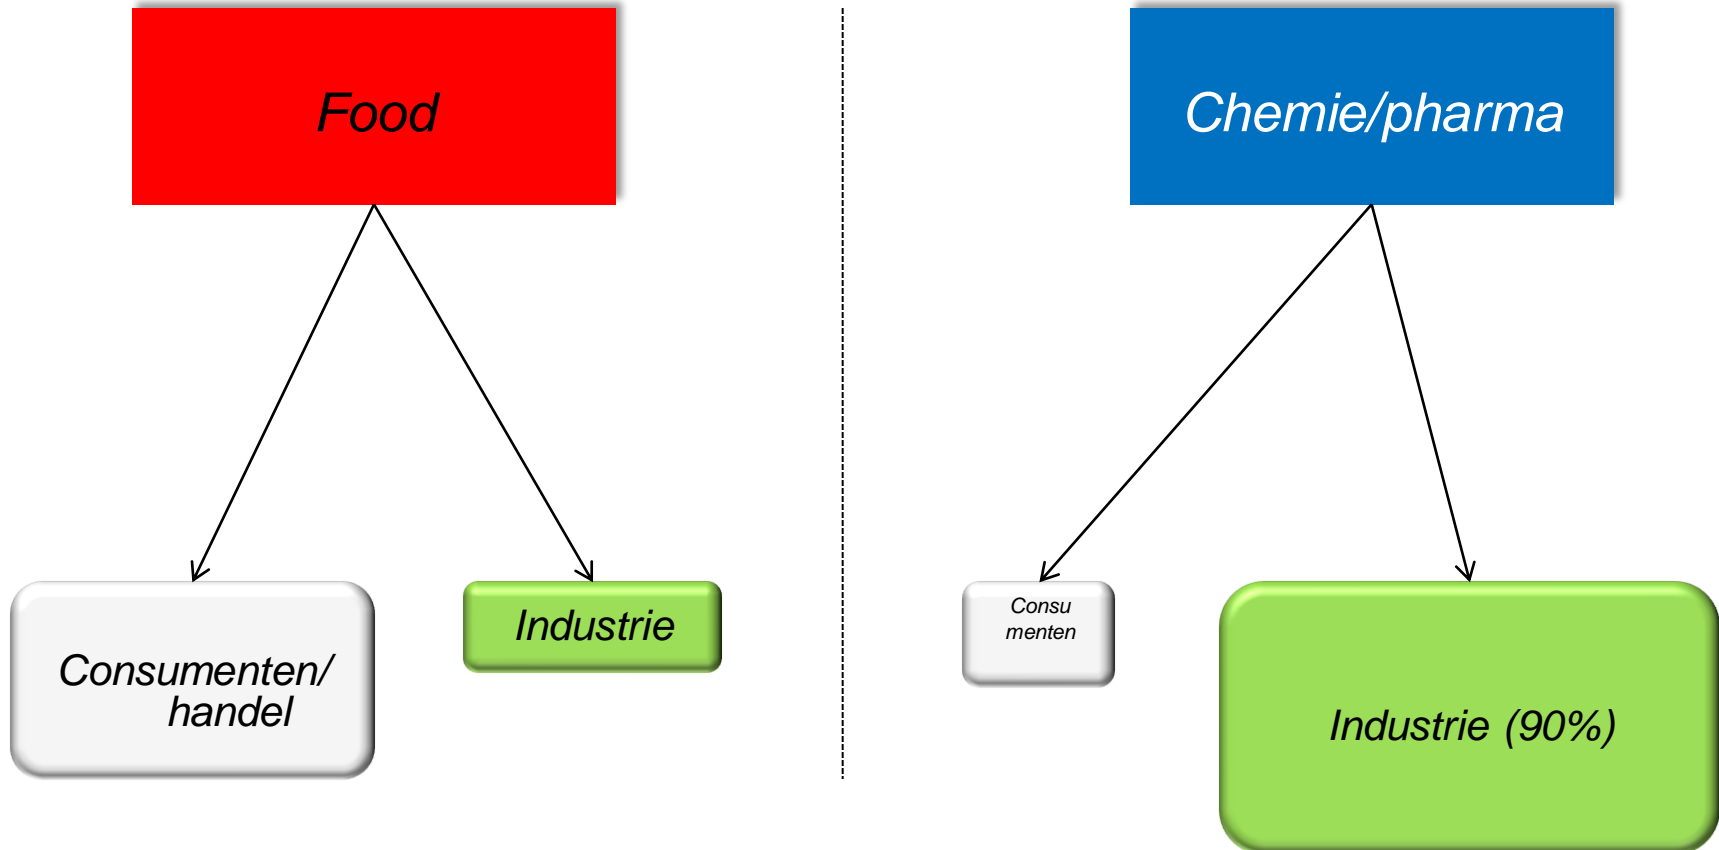 Food
Chemie/pharma
Consumenten/
handel
Industrie
Consu
menten
Industrie (90%)